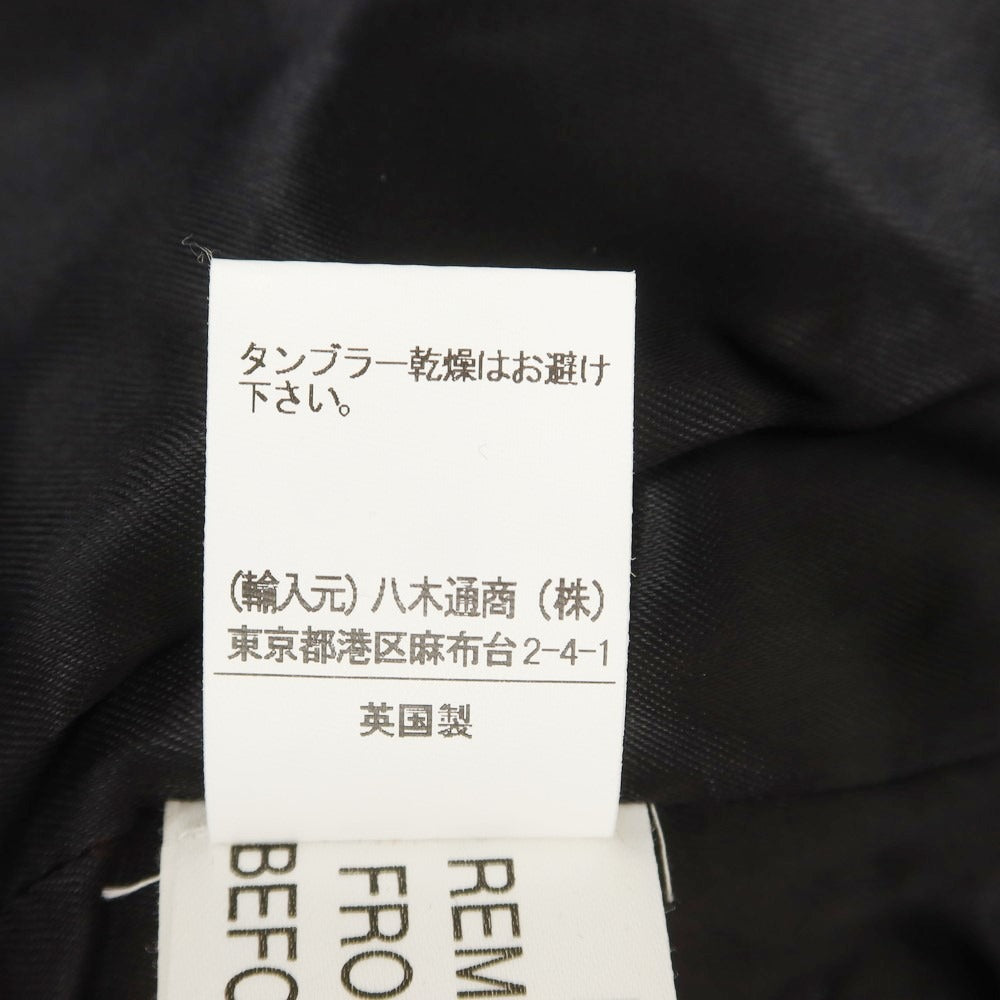 タンブラー乾燥はお避け
下さい。
(輸入元) 八木通商 (株)
東京都港区麻布台2-4-1
英国製
REM
FRO
BEFO